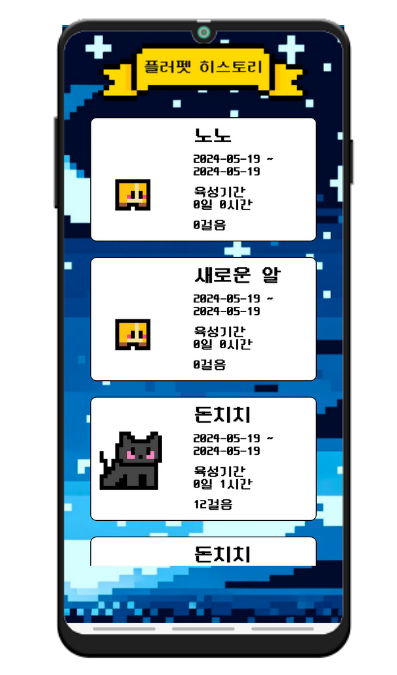 플러펫 히스토리
노노
2024-05-19 ~
2024-05-19
육성기간
0일 0시간
0걸음
새로운 알
2024-05-19 ~
2024-05-19
육성기간
0일 0시간
0걸음
돈치치
2024-05-19 ~
2024-05-19
육성기간
0일 1시간
12걸음
돈치치